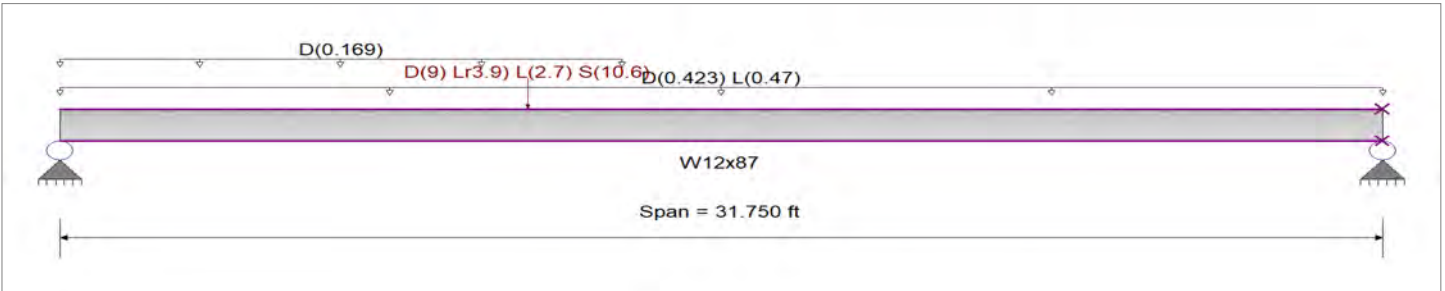 D(0.169)
D(9) Lr3.9) L(2.7) S(10.6)
D(0.423) L(0.47)
W12x87
Span = 31.750 ft